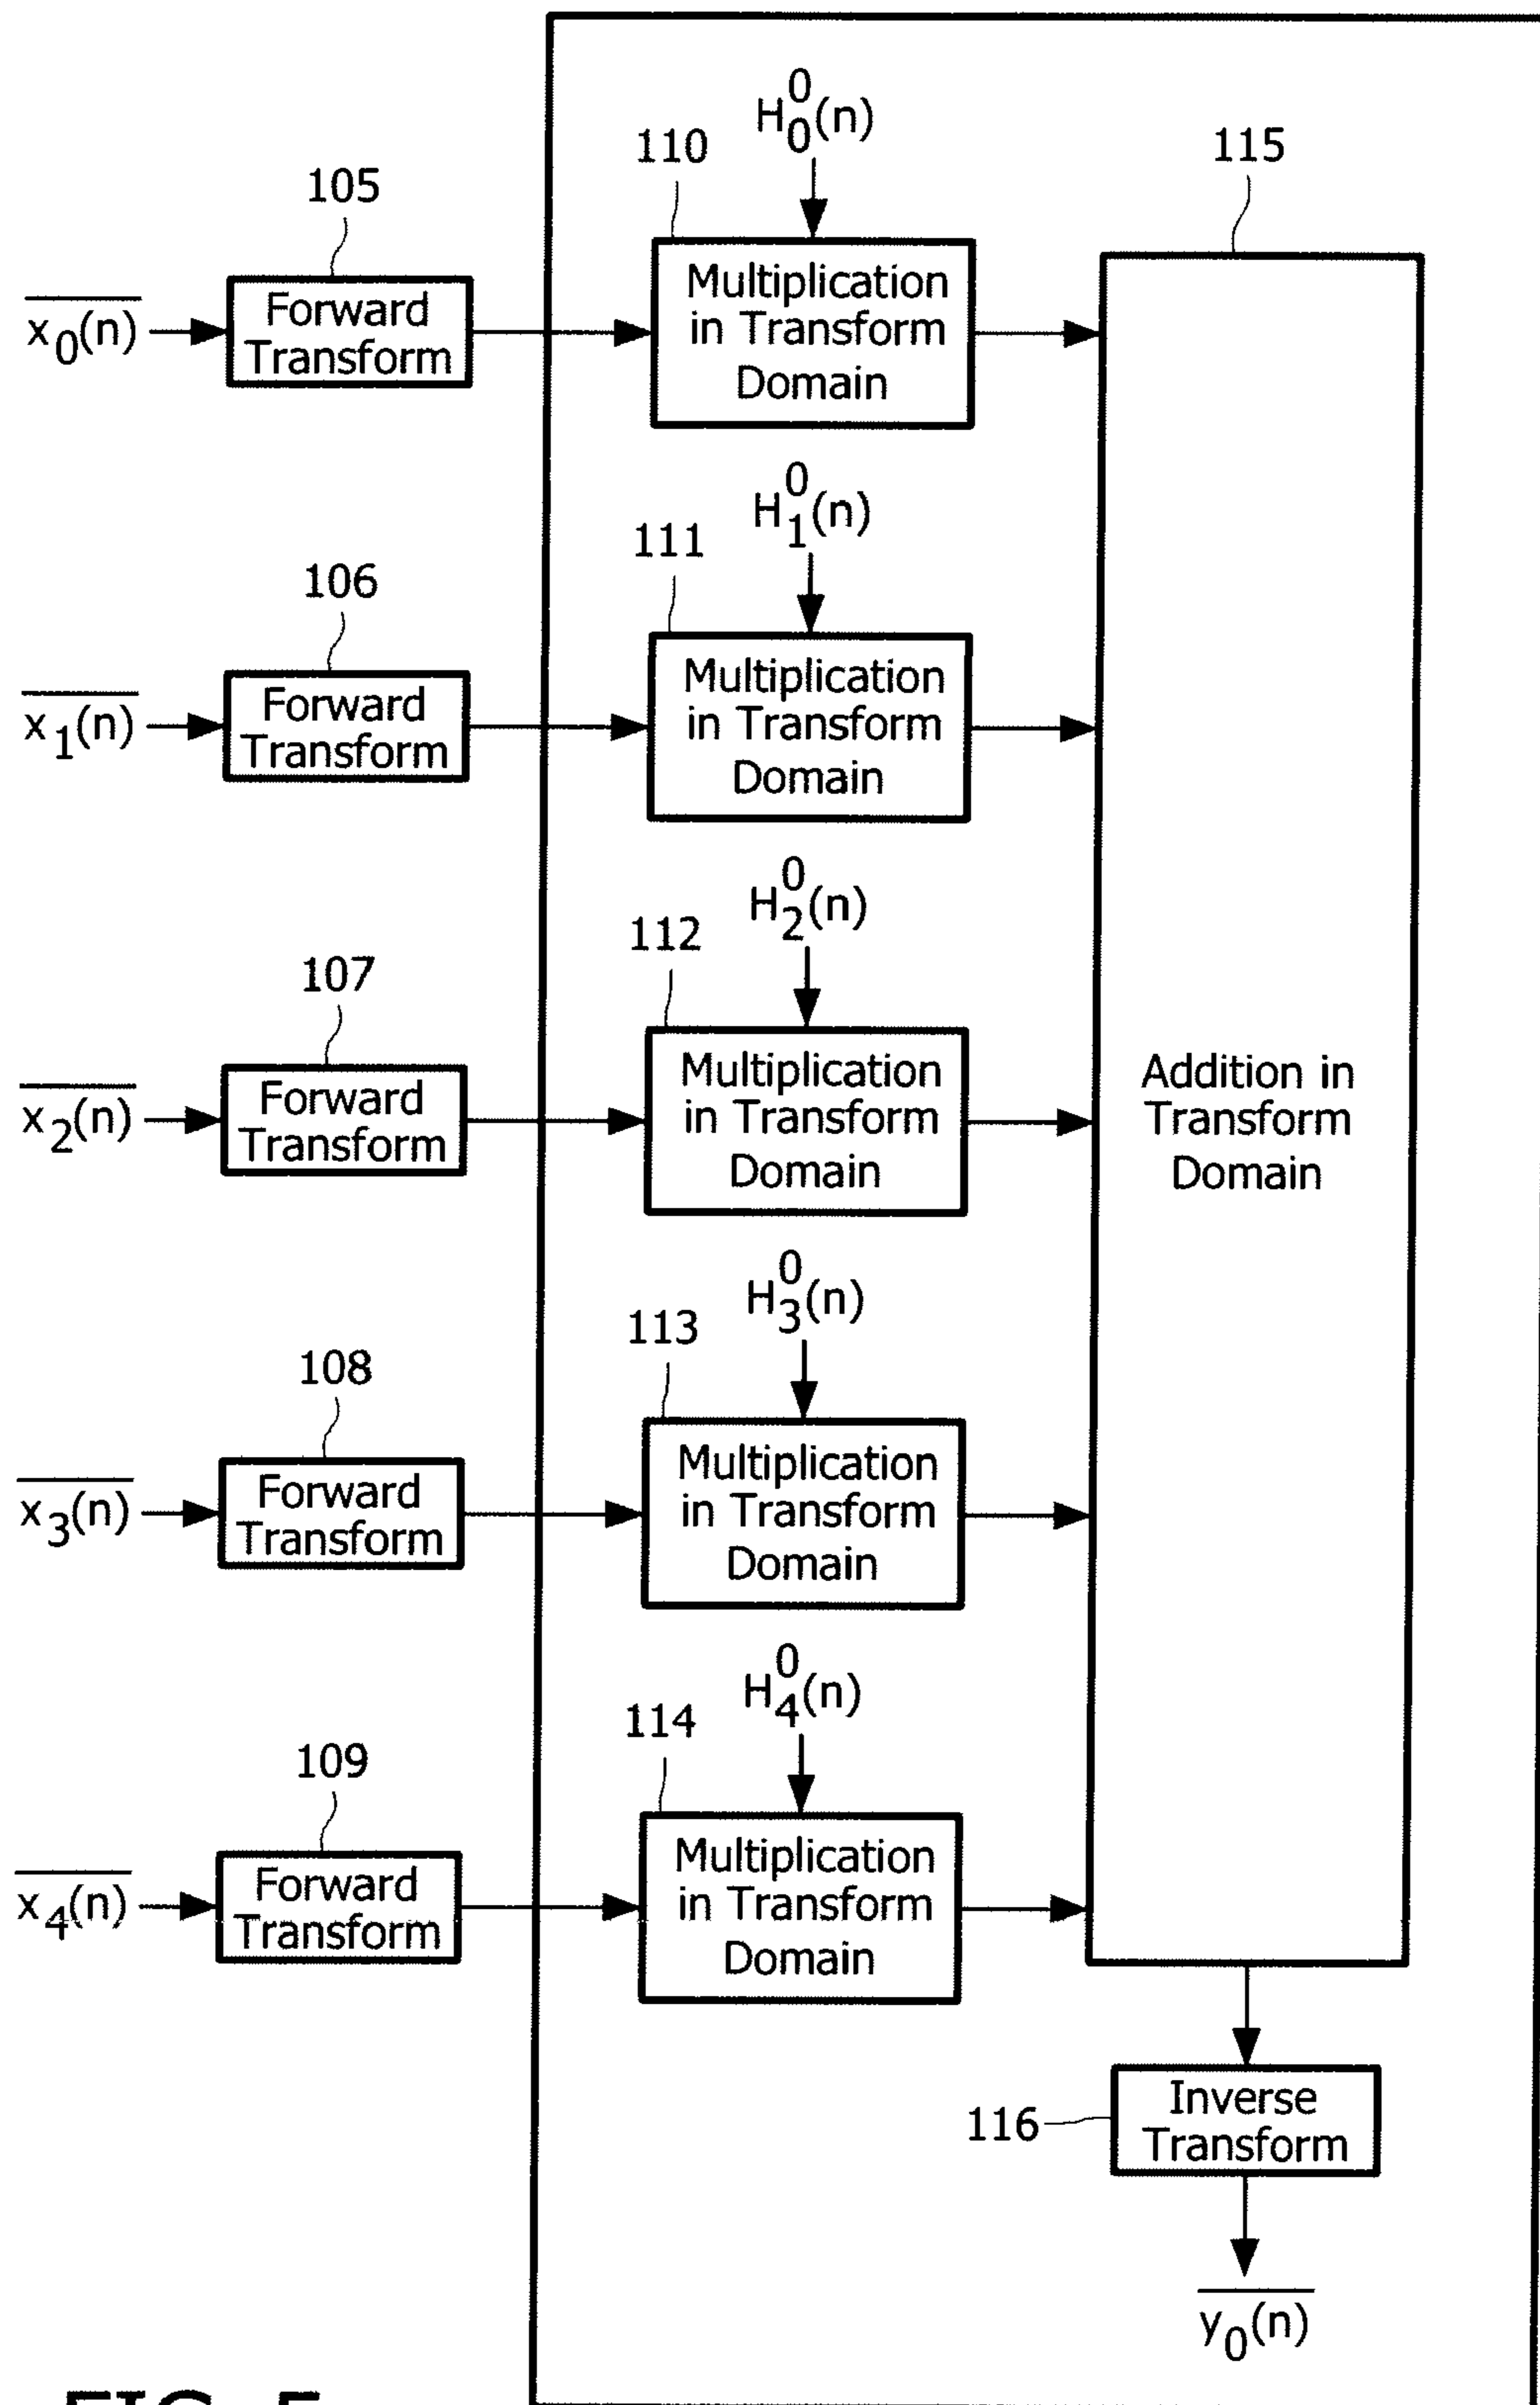 H₀⁰(n)
110
115
105
x₀(n)
Forward
Transform
Multiplication
in Transform
Domain
H₁⁰(n)
111
106
x₁(n)
Forward
Transform
Multiplication
in Transform
Domain
H₂⁰(n)
112
107
x₂(n)
Forward
Transform
Multiplication
in Transform
Domain
Addition in
Transform
Domain
H₃⁰(n)
113
108
x₃(n)
Forward
Transform
Multiplication
in Transform
Domain
H₄⁰(n)
114
109
x₄(n)
Forward
Transform
Multiplication
in Transform
Domain
116
Inverse
Transform
y₀(n)